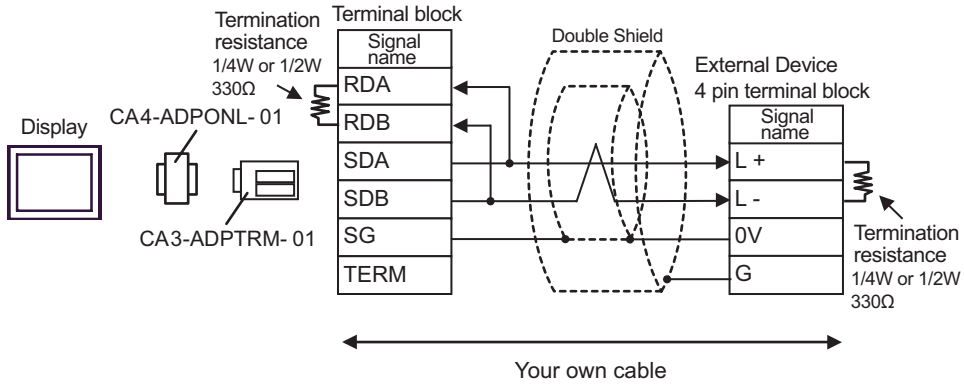 Termination
resistance
1/4W or 1/2W
330Ω
Terminal block
Signal
name
RDA
RDB
SDA
SDB
SG
TERM
Display
CA4-ADPONL- 01
CA3-ADPTRM- 01
Double Shield
External Device
4 pin terminal block
Signal
name
L +
L -
0V
G
Termination
resistance
1/4W or 1/2W
330Ω
Your own cable